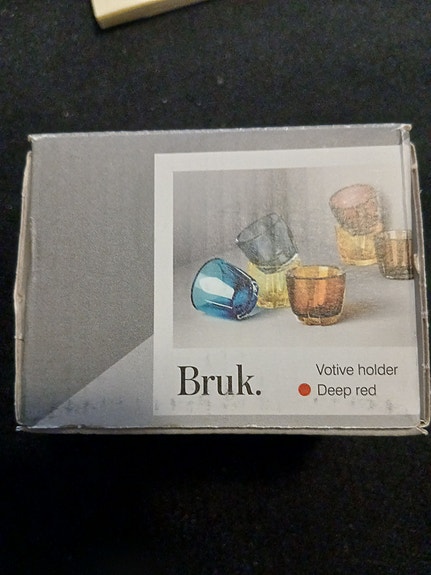 Bruk.
Votive holder
Deep red